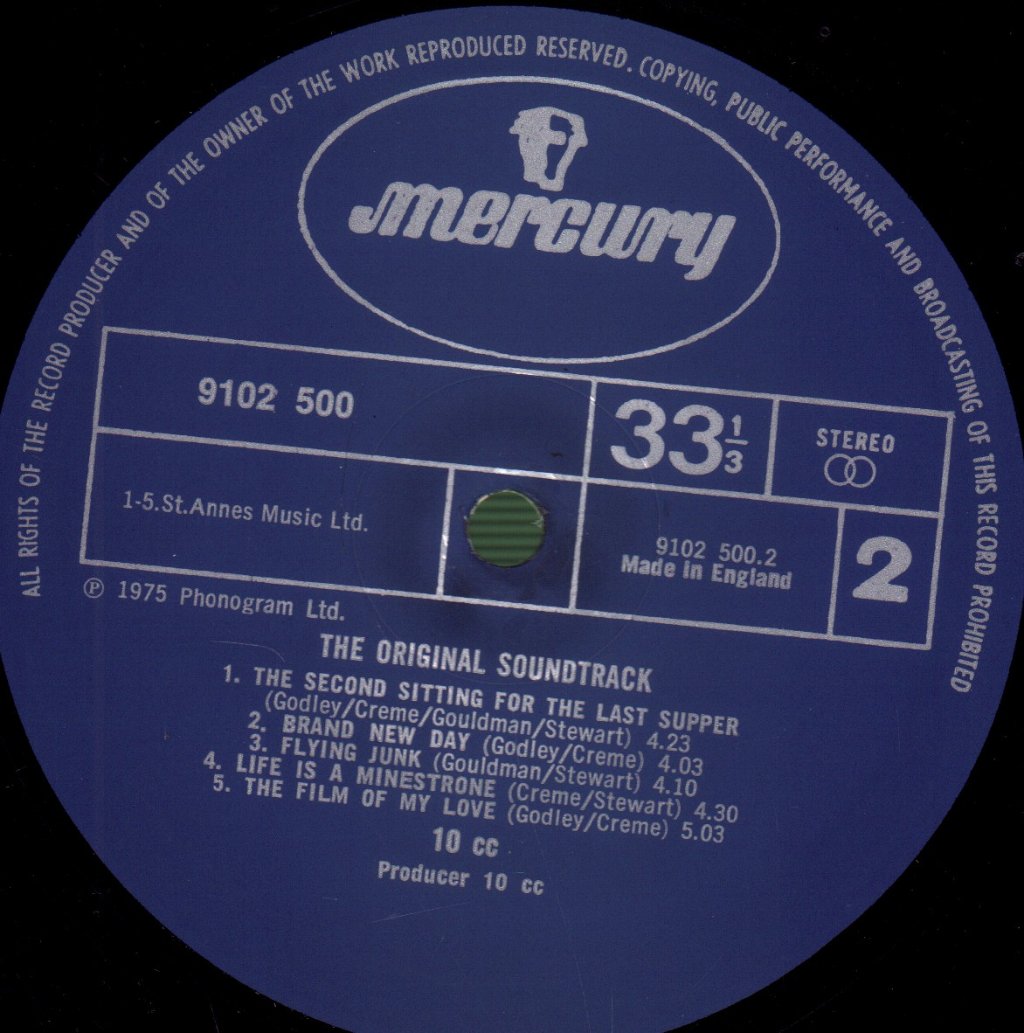 ALL RIGHTS OF THE RECORD PRODUCER AND OF THE OWNER OF THE WORK REPRODUCED RESERVED. COPYING, PUBLIC PERFORMANCE AND BROADCASTING OF THIS RECORD PROHIBITED
mercury
9102 500
33 1/3
STEREO
1-5.St.Annes Music Ltd.
9102 500.2
Made in England
2
℗ 1975 Phonogram Ltd.
THE ORIGINAL SOUNDTRACK
1. THE SECOND SITTING FOR THE LAST SUPPER
(Godley/Creme/Gouldman/Stewart) 4.23
2. BRAND NEW DAY (Godley/Creme) 4.03
3. FLYING JUNK (Gouldman/Stewart) 4.10
4. LIFE IS A MINESTRONE (Creme/Stewart) 4.30
5. THE FILM OF MY LOVE (Godley/Creme) 5.03
10 cc
Producer 10 cc